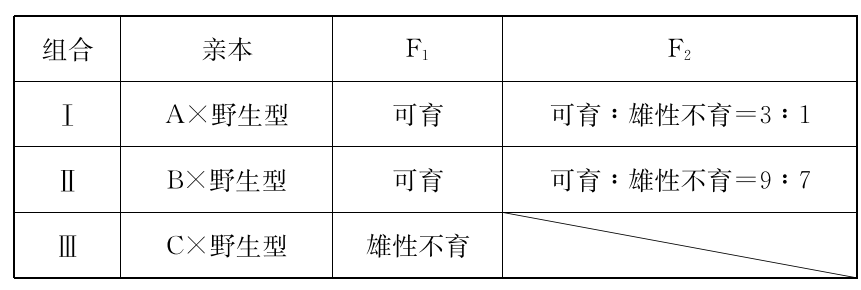 组合 亲本 F₁ F₂
Ⅰ A×野生型 可育 可育∶雄性不育=3∶1
Ⅱ B×野生型 可育 可育∶雄性不育=9∶7
Ⅲ C×野生型 雄性不育